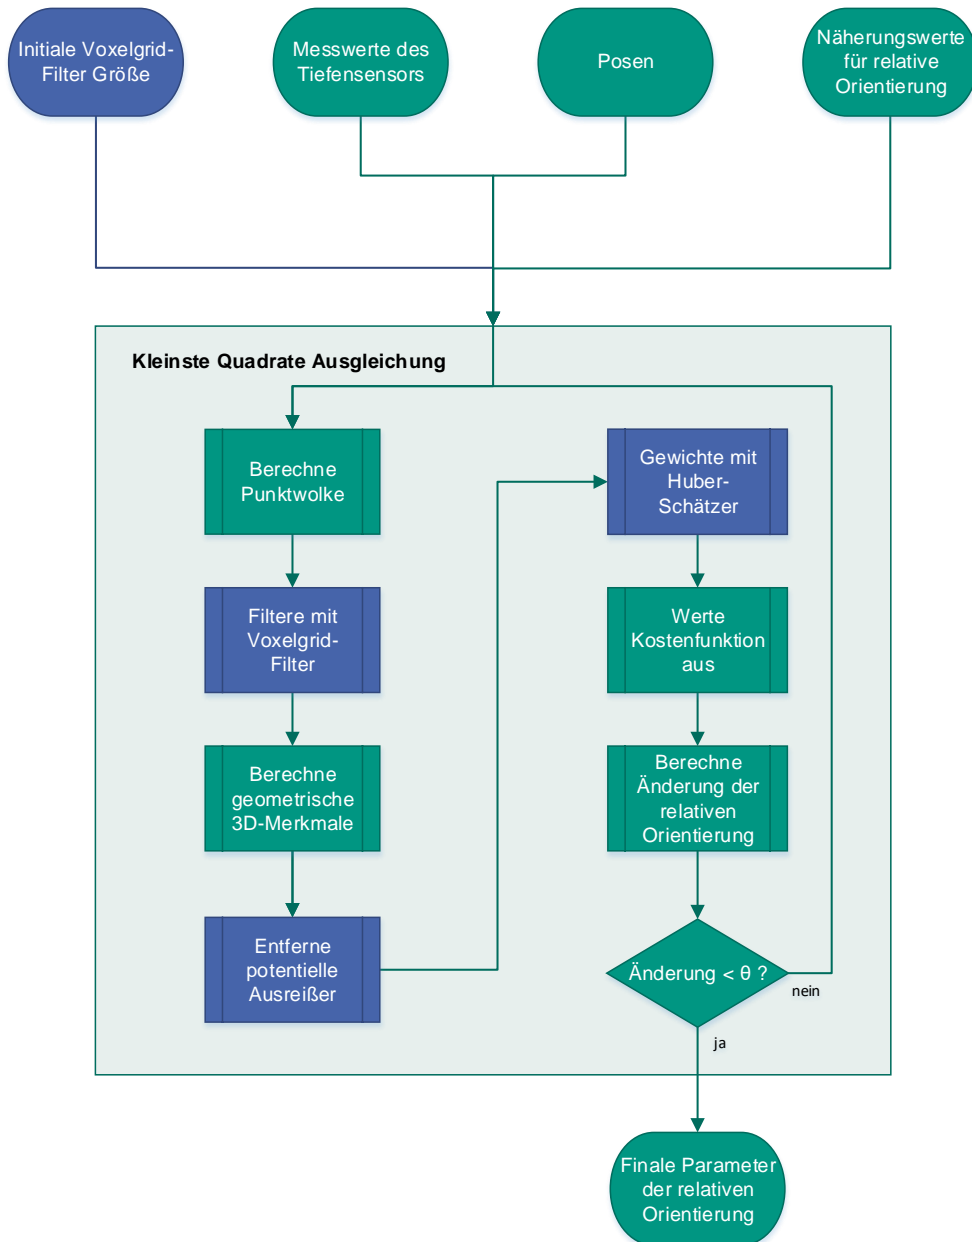 Initiale Voxelgrid-
Filter Größe
Messwerte des
Tiefensensors
Posen
Näherungswerte
für relative
Orientierung
Kleinste Quadrate Ausgleichung
Berechne
Punktwolke
Filtere mit
Voxelgrid-
Filter
Berechne
geometrische
3D-Merkmale
Entferne
potentielle
Ausreißer
Gewichte mit
Huber-
Schätzer
Werte
Kostenfunktion
aus
Berechne
Änderung der
relativen
Orientierung
Änderung < θ ?
nein
ja
Finale Parameter
der relativen
Orientierung